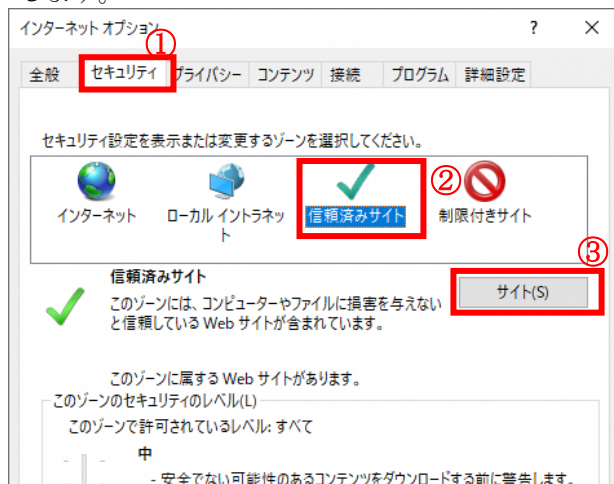 します。
インターネット オプション ? ×
①
全般 セキュリティ プライバシー コンテンツ 接続 プログラム 詳細設定
セキュリティ設定を表示または変更するゾーンを選択してください。
②
インターネット ローカル イントラネッ 信頼済みサイト 制限付きサイト
ト
③
信頼済みサイト
サイト(S)
このゾーンには、コンピューターやファイルに損害を与えない
と信頼している Web サイトが含まれています。
このゾーンに属する Web サイトがあります。
このゾーンのセキュリティのレベル(L)
このゾーンで許可されているレベル: すべて
中
- 安全でない可能性のあるコンテンツをダウンロードする前に警告します。